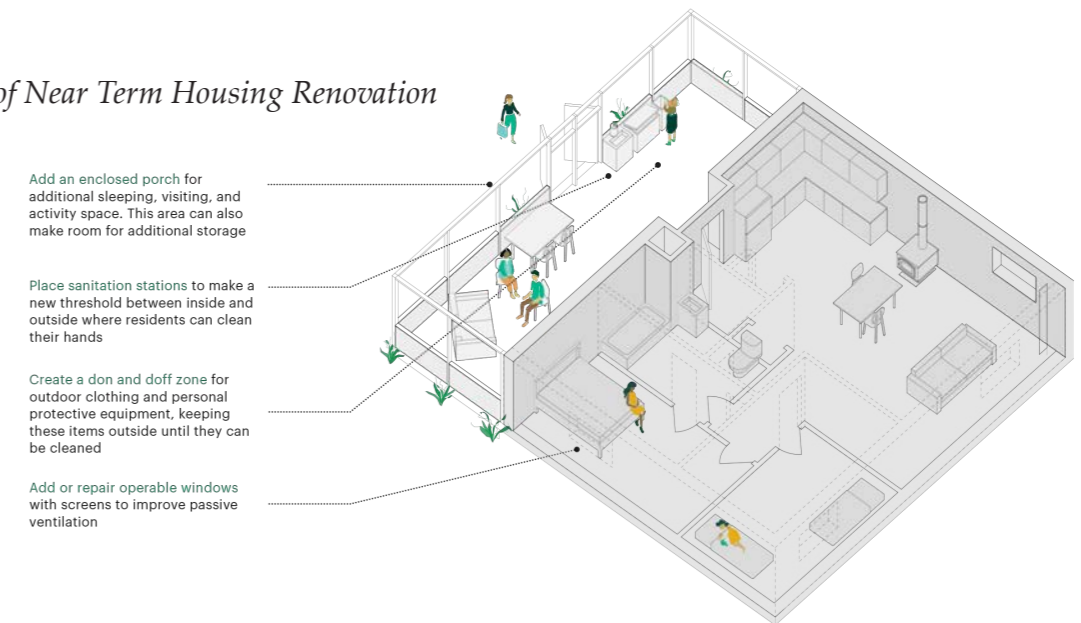 of Near Term Housing Renovation
Add an enclosed porch for
additional sleeping, visiting, and
activity space. This area can also
make room for additional storage
Place sanitation stations to make a
new threshold between inside and
outside where residents can clean
their hands
Create a don and doff zone for
outdoor clothing and personal
protective equipment, keeping
these items outside until they can
be cleaned
Add or repair operable windows
with screens to improve passive
ventilation